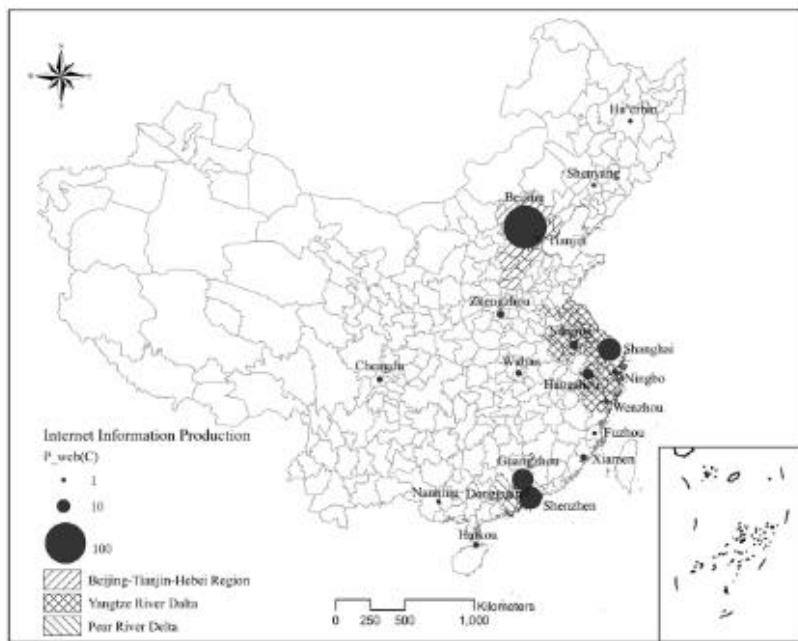 N
Ha'erbin
Shenyang
Beijing
Tianjin
Zhengzhou
Nanjing
Shanghai
Chengdu
Wuhan
Hangzhou
Ningbo
Wenzhou
Internet Information Production
P_web(C)
Fuzhou
Guangzhou
Xiamen
1
Nanning
Dongguan
Shenzhen
10
Haikou
100
Beijing-Tianjin-Hebei Region
Yangtze River Dalta
Pear River Delta
Kilometers
0 250 500 1,000